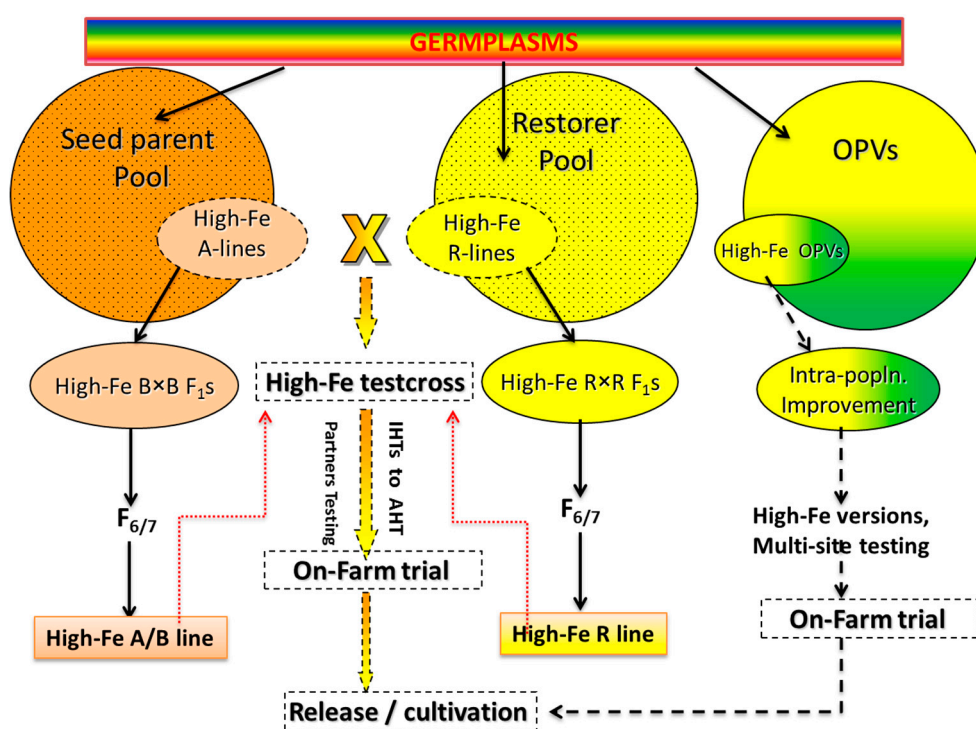 GERMPLASMS
Seed parent
Pool
Restorer
Pool
OPVs
High-Fe
A-lines
X
High-Fe
R-lines
High-Fe OPVs
High-Fe B×B F₁s
High-Fe testcross
High-Fe R×R F₁s
Intra-popln.
Improvement
IHTs to AHT
Partners Testing
F₆/₇
F₆/₇
High-Fe versions,
Multi-site testing
On-Farm trial
On-Farm trial
High-Fe A/B line
High-Fe R line
Release / cultivation